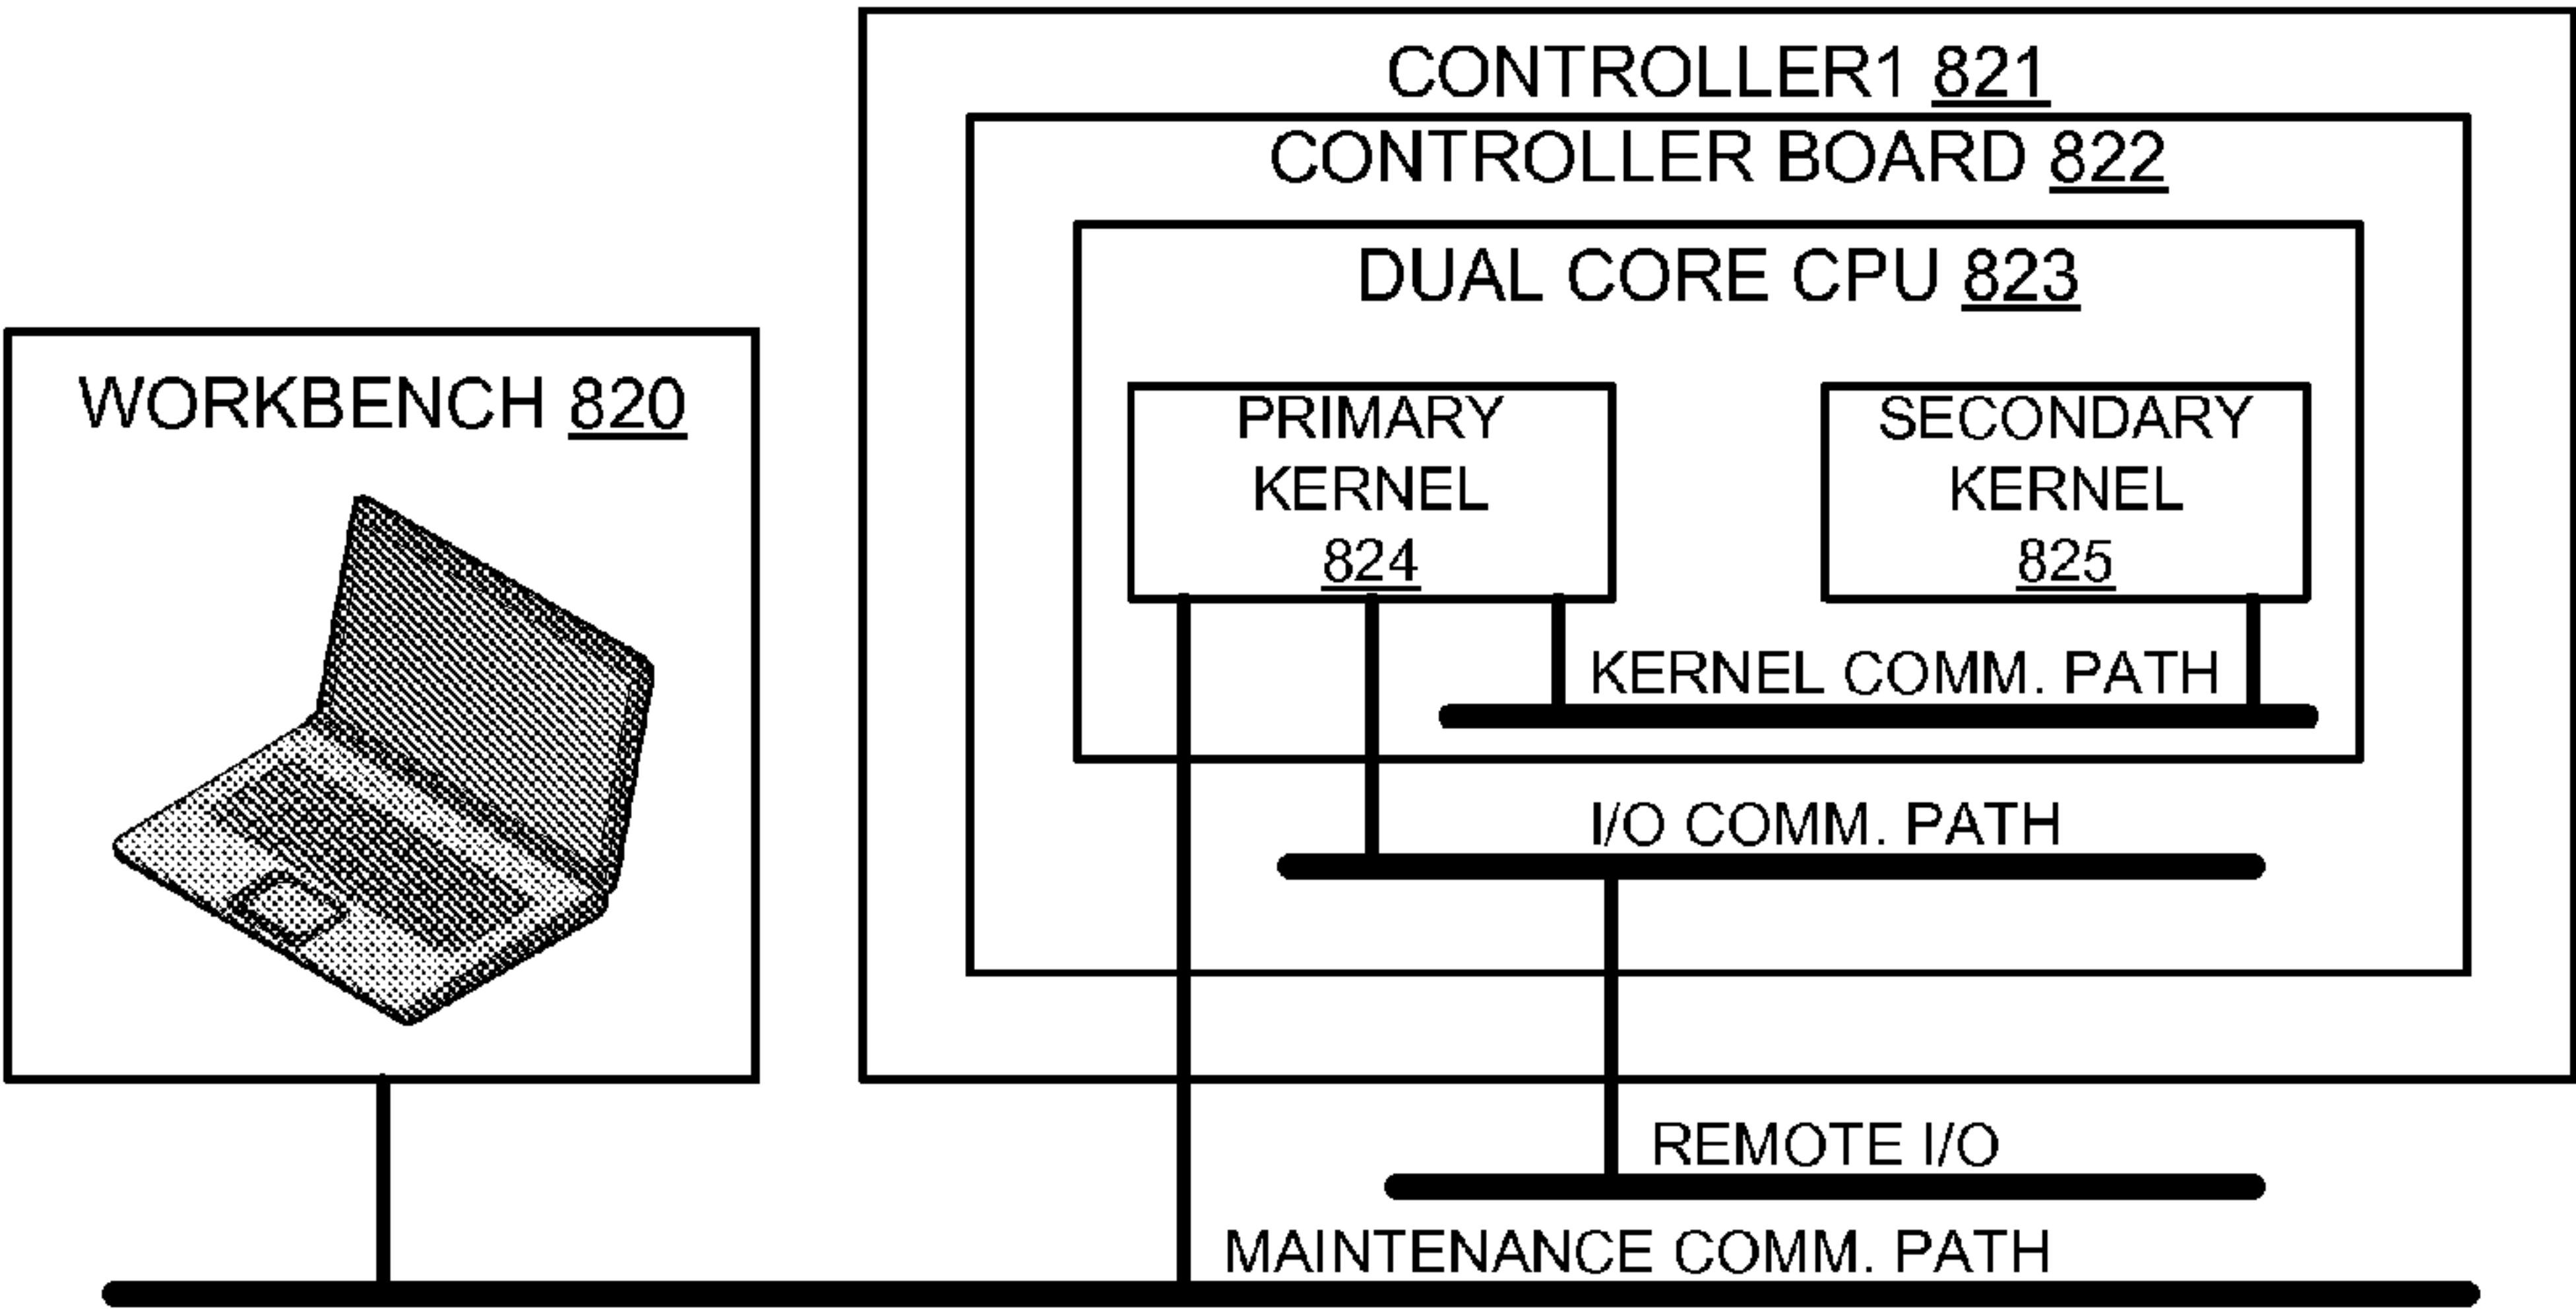 CONTROLLER1 821
CONTROLLER BOARD 822
DUAL CORE CPU 823
WORKBENCH 820
PRIMARY
KERNEL
824
SECONDARY
KERNEL
825
KERNEL COMM. PATH
I/O COMM. PATH
REMOTE I/O
MAINTENANCE COMM. PATH